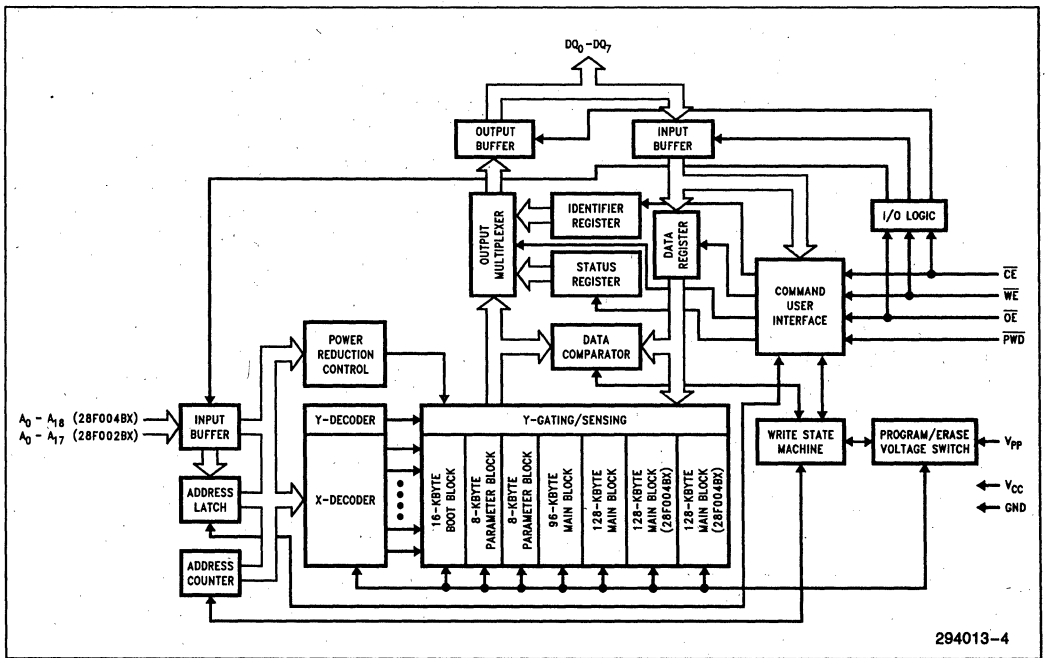 DQ0-DQ7
OUTPUT
BUFFER
INPUT
BUFFER
I/O LOGIC
OUTPUT
MULTIPLEXER
IDENTIFIER
REGISTER
DATA
REGISTER
STATUS
REGISTER
COMMAND
USER
INTERFACE
CE
WE
OE
PWD
POWER
REDUCTION
CONTROL
DATA
COMPARATOR
A0 - A18 (28F004BX)
A0 - A17 (28F002BX)
INPUT
BUFFER
Y-DECODER
Y-GATING/SENSING
WRITE STATE
MACHINE
PROGRAM/ERASE
VOLTAGE SWITCH
VPP
VCC
GND
ADDRESS
LATCH
X-DECODER
16-KBYTE
BOOT BLOCK
8-KBYTE
PARAMETER BLOCK
8-KBYTE
PARAMETER BLOCK
96-KBYTE
MAIN BLOCK
128-KBYTE
MAIN BLOCK
128-KBYTE
MAIN BLOCK
(28F004BX)
128-KBYTE
MAIN BLOCK
(28F004BX)
ADDRESS
COUNTER
294013-4